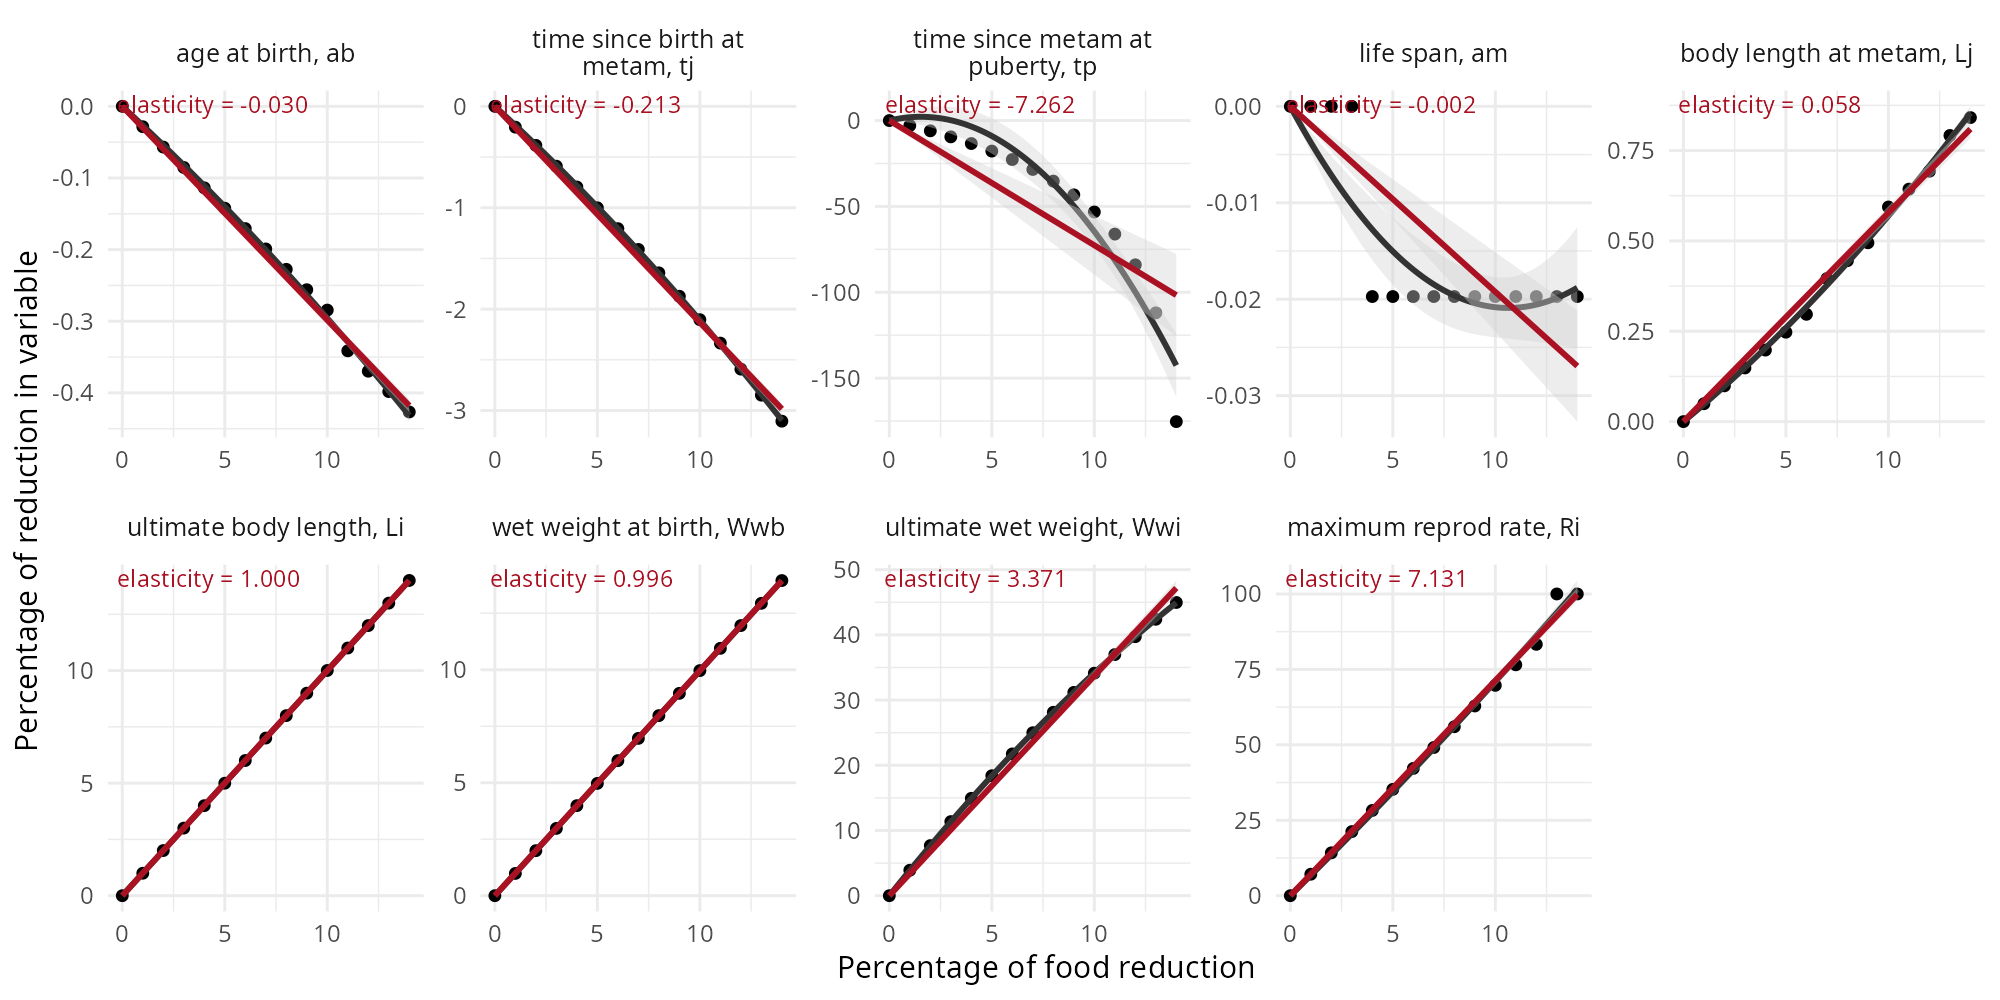 age at birth, ab
time since birth at
metam, tj
time since metam at
puberty, tp
life span, am
body length at metam, Lj
elasticity = -0.030
elasticity = -0.213
elasticity = -7.262
elasticity = -0.002
elasticity = 0.058
0.0
-0.1
-0.2
-0.3
-0.4
0
-1
-2
-3
0
-50
-100
-150
0.00
-0.01
-0.02
-0.03
0.75
0.50
0.25
0.00
0 5 10
0 5 10
0 5 10
0 5 10
0 5 10
Percentage of reduction in variable
ultimate body length, Li
wet weight at birth, Wwb
ultimate wet weight, Wwi
maximum reprod rate, Ri
elasticity = 1.000
elasticity = 0.996
elasticity = 3.371
elasticity = 7.131
10
5
0
10
5
0
50
40
30
20
10
0
100
75
50
25
0
0 5 10
0 5 10
0 5 10
0 5 10
Percentage of food reduction